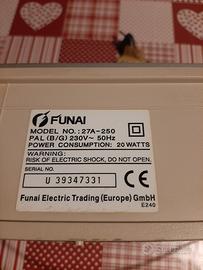 FUNAI
MODEL NO.: 27A-250
PAL (B/G) 230V~ 50Hz
POWER CONSUMPTION: 20 WATTS
WARNING:
RISK OF ELECTRIC SHOCK, DO NOT OPEN.
SERIAL NO.
U 39347331
CE
Funai Electric Trading (Europe) GmbH
E240